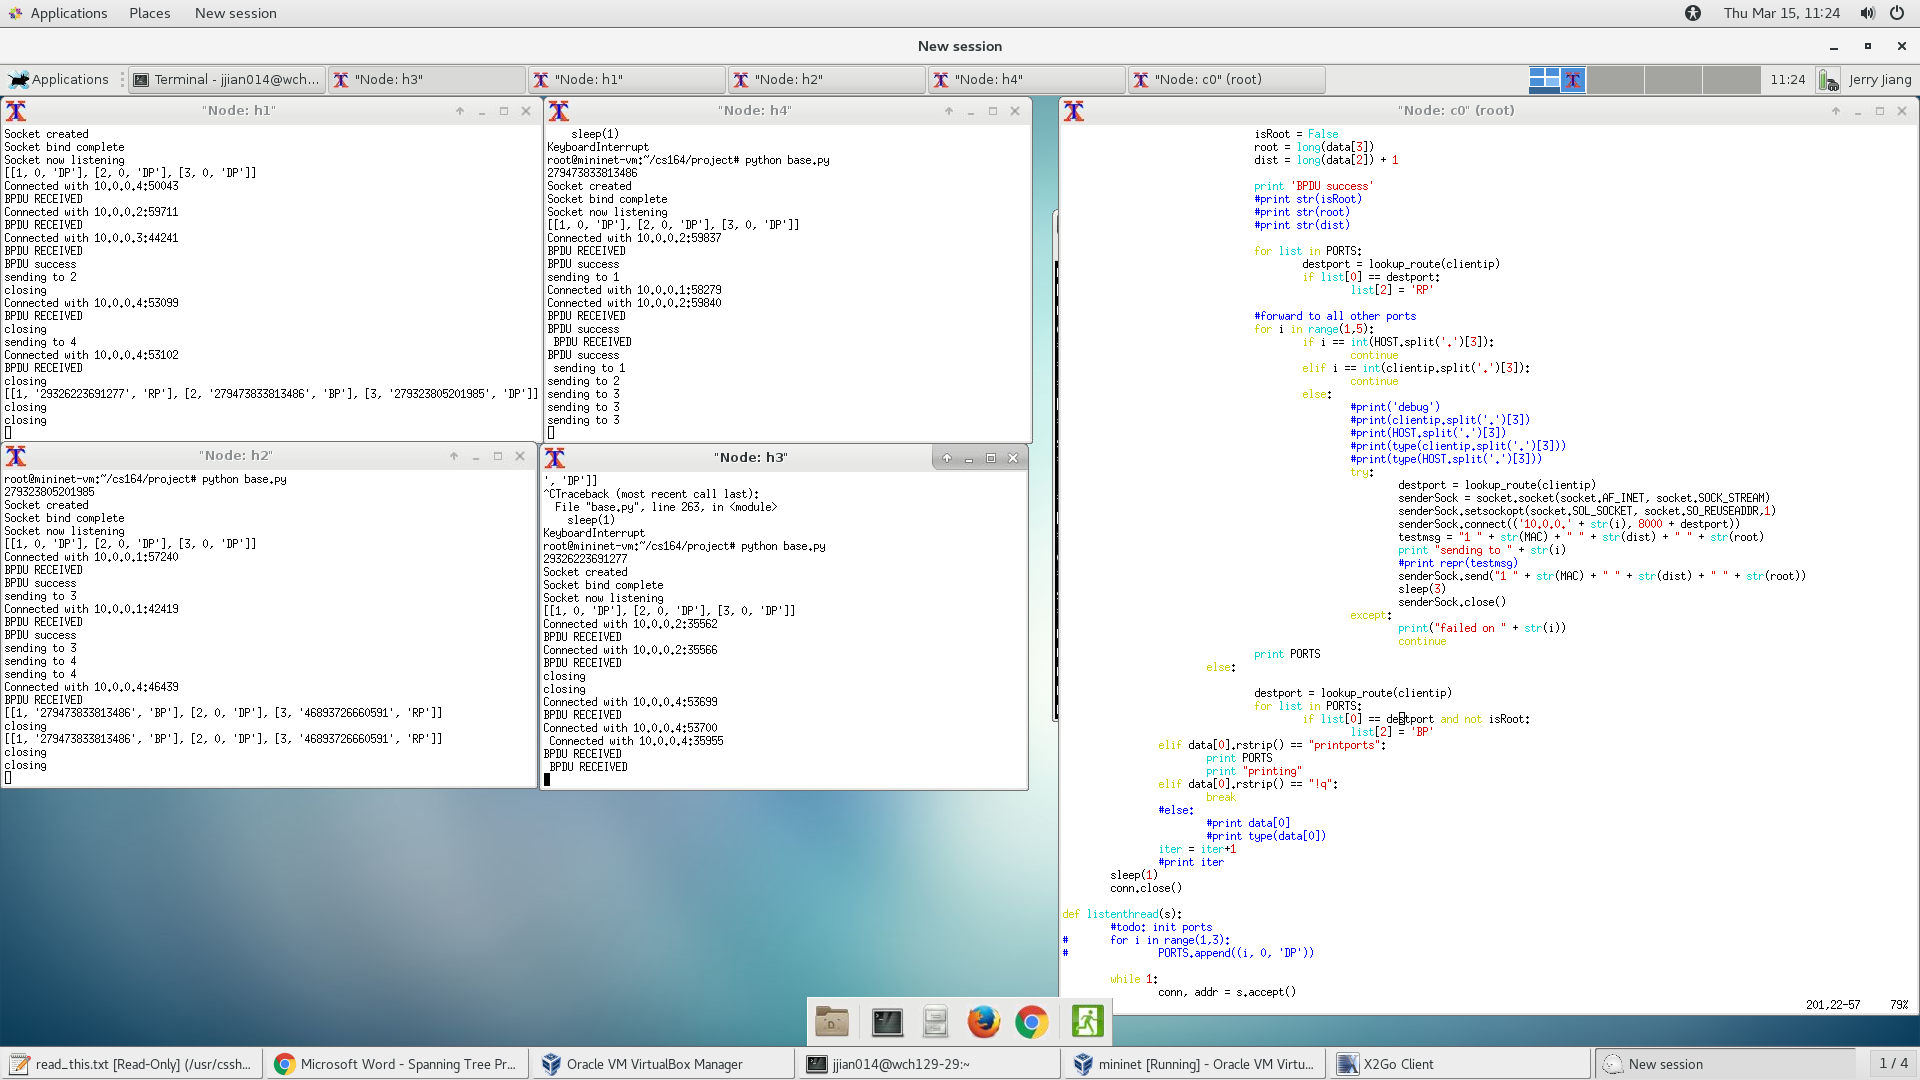 Applications Places New session Thu Mar 15, 11:24
New session
Applications Terminal - jjian014@wch... "Node: h3" "Node: h1" "Node: h2" "Node: h4" "Node: c0" (root) 11:24 Jerry Jiang
"Node: h1"
Socket created
Socket bind complete
Socket now listening
[[1, 0, 'DP'], [2, 0, 'DP'], [3, 0, 'DP']]
Connected with 10.0.0.4:50043
BPDU RECEIVED
Connected with 10.0.0.2:59711
BPDU RECEIVED
Connected with 10.0.0.3:44241
BPDU RECEIVED
BPDU success
sending to 2
closing
Connected with 10.0.0.4:53099
BPDU RECEIVED
closing
sending to 4
Connected with 10.0.0.4:53102
BPDU RECEIVED
closing
[[1, '29326223691277', 'RP'], [2, '279473833813486', 'BP'], [3, '279323805201985', 'DP']]
closing
closing
"Node: h4"
sleep(1)
KeyboardInterrupt
root@mininet-vm:~/cs164/project# python base.py
279473833813486
Socket created
Socket bind complete
Socket now listening
[[1, 0, 'DP'], [2, 0, 'DP'], [3, 0, 'DP']]
Connected with 10.0.0.2:59837
BPDU RECEIVED
BPDU success
sending to 1
Connected with 10.0.0.1:58279
Connected with 10.0.0.2:59840
BPDU RECEIVED
BPDU success
BPDU RECEIVED
BPDU success
sending to 1
sending to 2
sending to 3
sending to 3
sending to 3
"Node: h2"
root@mininet-vm:~/cs164/project# python base.py
279323805201985
Socket created
Socket bind complete
Socket now listening
[[1, 0, 'DP'], [2, 0, 'DP'], [3, 0, 'DP']]
Connected with 10.0.0.1:57240
BPDU RECEIVED
BPDU success
sending to 3
Connected with 10.0.0.1:42419
BPDU RECEIVED
BPDU success
sending to 3
sending to 4
sending to 4
Connected with 10.0.0.4:46439
BPDU RECEIVED
[[1, '279473833813486', 'BP'], [2, 0, 'DP'], [3, '46893726660591', 'RP']]
closing
[[1, '279473833813486', 'BP'], [2, 0, 'DP'], [3, '46893726660591', 'RP']]
closing
closing
"Node: h3"
', 'DP']]
^CTraceback (most recent call last):
File "base.py", line 263, in <module>
sleep(1)
KeyboardInterrupt
root@mininet-vm:~/cs164/project# python base.py
29326223691277
Socket created
Socket bind complete
Socket now listening
[[1, 0, 'DP'], [2, 0, 'DP'], [3, 0, 'DP']]
Connected with 10.0.0.2:35562
BPDU RECEIVED
Connected with 10.0.0.2:35566
BPDU RECEIVED
closing
closing
Connected with 10.0.0.4:53699
BPDU RECEIVED
Connected with 10.0.0.4:53700
Connected with 10.0.0.4:35955
BPDU RECEIVED
BPDU RECEIVED
"Node: c0" (root)
isRoot = False
root = long(data[3])
dist = long(data[2]) + 1
print 'BPDU success'
#print str(isRoot)
#print str(root)
#print str(dist)
for list in PORTS:
destport = lookup_route(clientip)
if list[0] == destport:
list[2] = 'RP'
#forward to all other ports
for i in range(1,5):
if i == int(HOST.split('.')[3]):
continue
elif i == int(clientip.split('.')[3]):
continue
else:
#print('debug')
#print(clientip.split('.')[3])
#print(HOST.split('.')[3])
#print(type(clientip.split('.')[3]))
#print(type(HOST.split('.')[3]))
try:
destport = lookup_route(clientip)
senderSock = socket.socket(socket.AF_INET, socket.SOCK_STREAM)
senderSock.setsockopt(socket.SOL_SOCKET, socket.SO_REUSEADDR,1)
senderSock.connect(('10.0.0.' + str(i), 8000 + destport))
testmsg = "1 " + str(MAC) + " " + str(dist) + " " + str(root)
print "sending to " + str(i)
#print repr(testmsg)
senderSock.send("1 " + str(MAC) + " " + str(dist) + " " + str(root))
sleep(3)
senderSock.close()
except:
print("failed on " + str(i))
continue
print PORTS
else:
destport = lookup_route(clientip)
for list in PORTS:
if list[0] == destport and not isRoot:
list[2] = 'BP'
elif data[0].rstrip() == "printports":
print PORTS
print "printing"
elif data[0].rstrip() == "!q":
break
#else:
#print data[0]
#print type(data[0])
iter = iter+1
#print iter
sleep(1)
conn.close()
def listenthread(s):
#todo: init ports
# for i in range(1,3):
# PORTS.append((i, 0, 'DP'))
while 1:
conn, addr = s.accept()
201,22-57 79%
read_this.txt [Read-Only] (/usr/cssh... Microsoft Word - Spanning Tree Pr... Oracle VM VirtualBox Manager jjian014@wch129-29:~ mininet [Running] - Oracle VM Virtu... X2Go Client New session 1 / 4